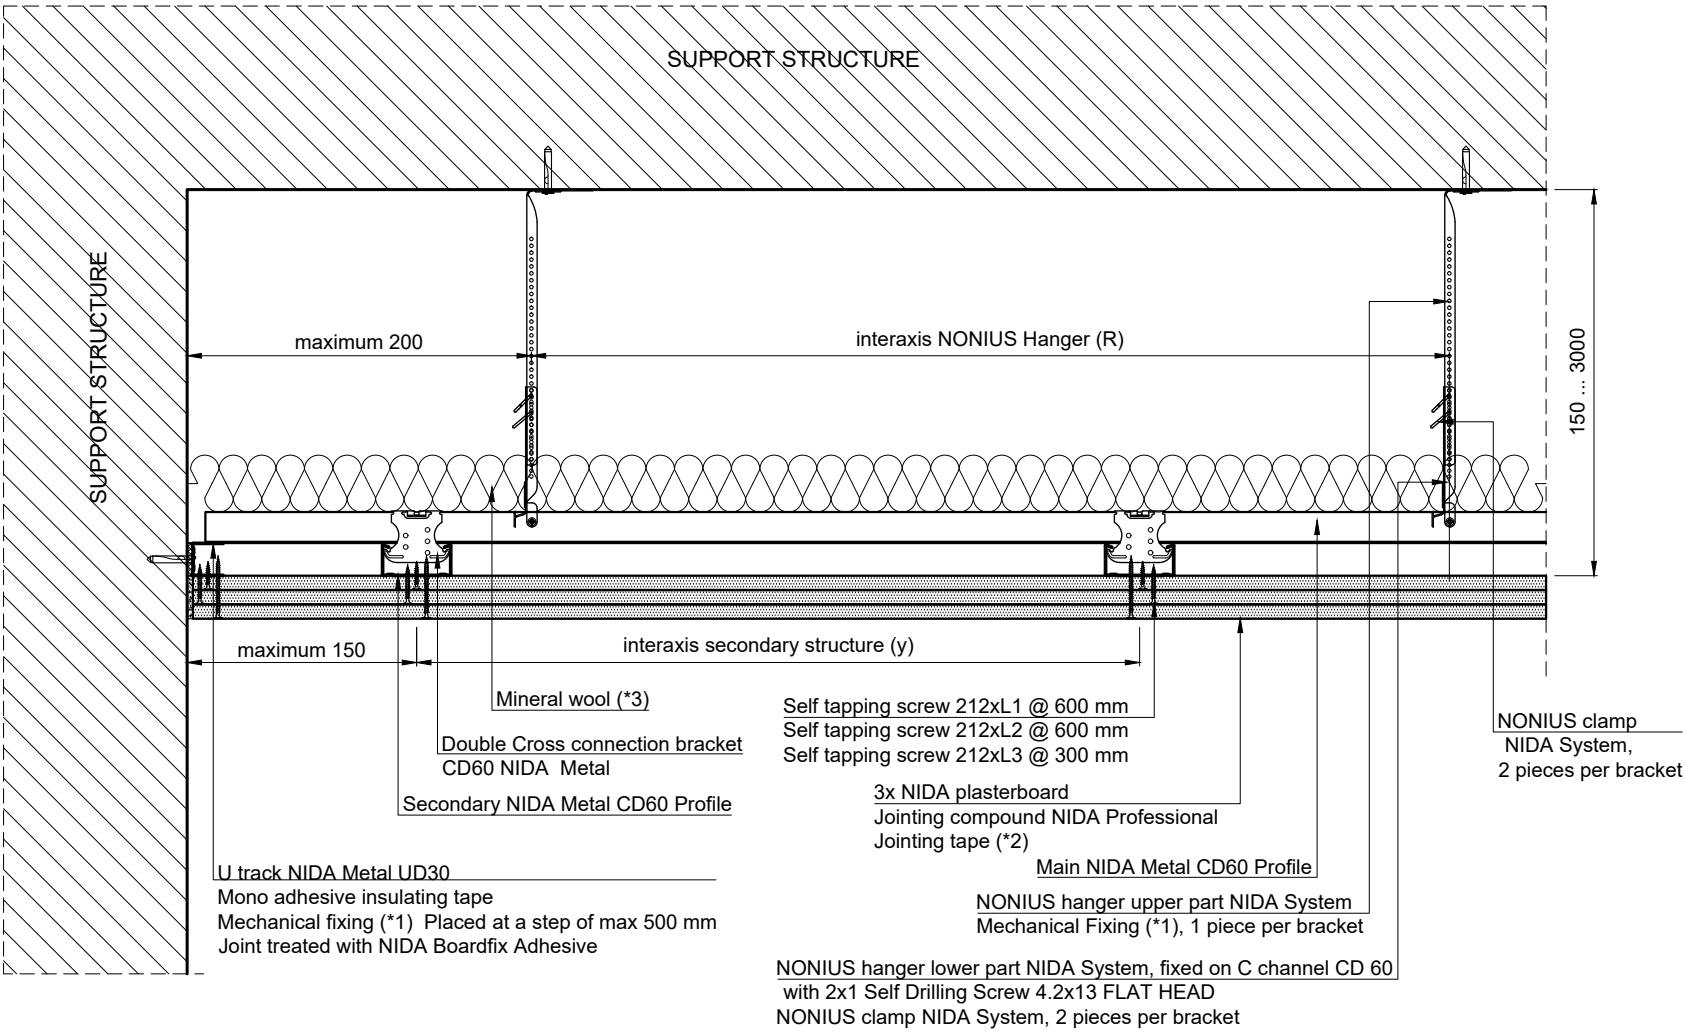 SUPPORT STRUCTURE
SUPPORT STRUCTURE
maximum 200
interaxis NONIUS Hanger (R)
150 ... 3000
maximum 150
interaxis secondary structure (y)
Mineral wool (*3)
Double Cross connection bracket
CD60 NIDA Metal
Secondary NIDA Metal CD60 Profile
U track NIDA Metal UD30
Mono adhesive insulating tape
Mechanical fixing (*1) Placed at a step of max 500 mm
Joint treated with NIDA Boardfix Adhesive
Self tapping screw 212xL1 @ 600 mm
Self tapping screw 212xL2 @ 600 mm
Self tapping screw 212xL3 @ 300 mm
3x NIDA plasterboard
Jointing compound NIDA Professional
Jointing tape (*2)
Main NIDA Metal CD60 Profile
NONIUS hanger upper part NIDA System
Mechanical Fixing (*1), 1 piece per bracket
NONIUS hanger lower part NIDA System, fixed on C channel CD 60
with 2x1 Self Drilling Screw 4.2x13 FLAT HEAD
NONIUS clamp NIDA System, 2 pieces per bracket
NONIUS clamp
NIDA System,
2 pieces per bracket